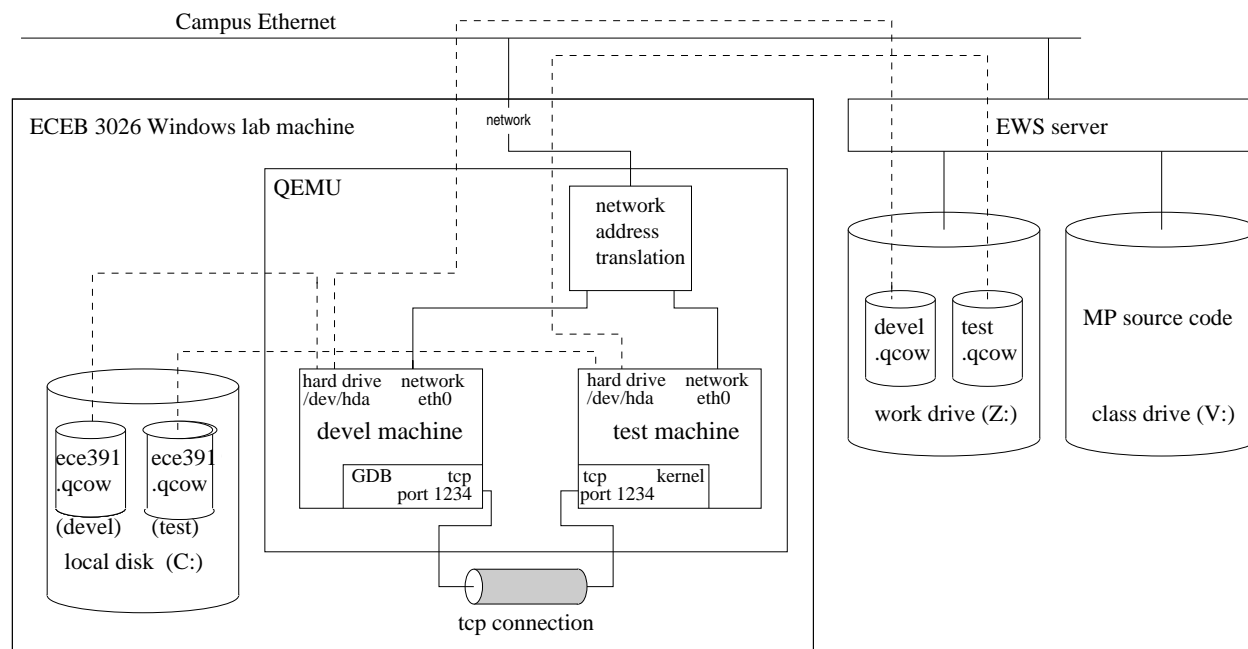 Campus Ethernet
ECEB 3026 Windows lab machine
network
EWS server
QEMU
network
address
translation
devel
.qcow
test
.qcow
MP source code
work drive (Z:)
class drive (V:)
hard drive
/dev/hda
network
eth0
devel machine
GDB
tcp
port 1234
hard drive
/dev/hda
network
eth0
test machine
tcp
port 1234
kernel
ece391
.qcow
(devel)
ece391
.qcow
(test)
local disk (C:)
tcp connection